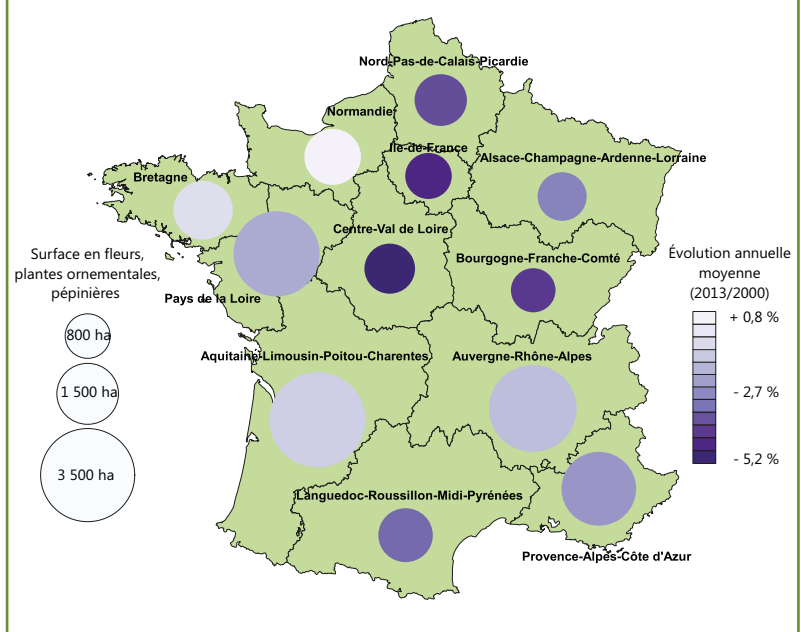 Nord-Pas-de-Calais-Picardie
Normandie
Ile-de-France
Alsace-Champagne-Ardenne-Lorraine
Bretagne
Centre-Val de Loire
Bourgogne-Franche-Comté
Pays de la Loire
Aquitaine-Limousin-Poitou-Charentes
Auvergne-Rhône-Alpes
Languedoc-Roussillon-Midi-Pyrénées
Provence-Alpes-Côte d'Azur
Surface en fleurs,
plantes ornementales,
pépinières
800 ha
1 500 ha
3 500 ha
Évolution annuelle
moyenne
(2013/2000)
+ 0,8 %
- 2,7 %
- 5,2 %